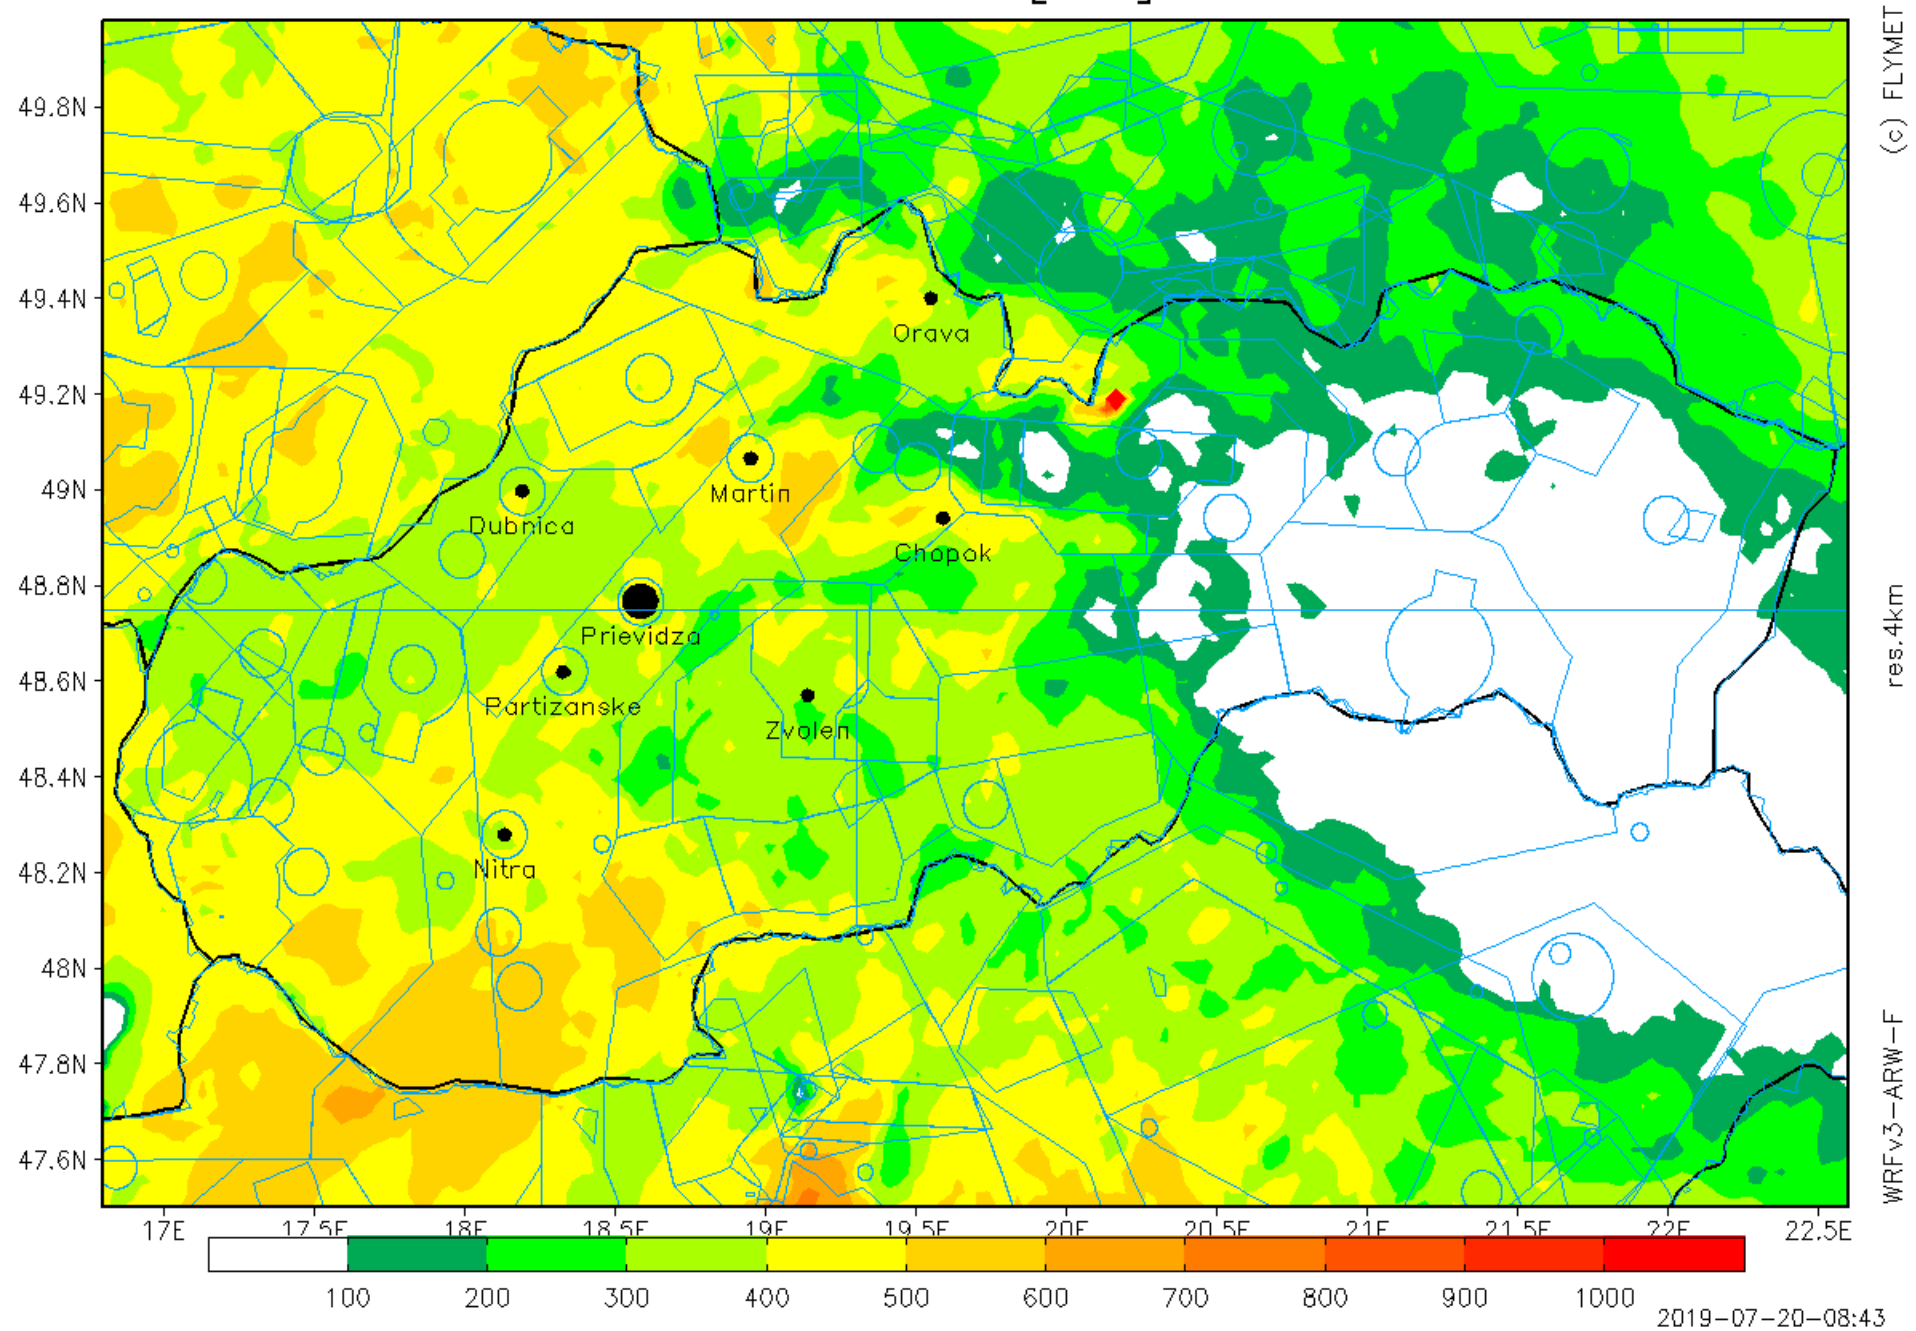 (c) FLYMET
49.8N
49.6N
49.4N
Orava
49.2N
Martin
49N
Dubnica
Chopok
48.8N
Prievidza
res.4km
48.6N
Partizanske
Zvolen
48.4N
Nitra
48.2N
48N
47.8N
WRFv3-ARW-F
47.6N
17E 17.5E 18E 18.5E 19E 19.5E 20E 20.5E 21E 21.5E 22E 22.5E
100 200 300 400 500 600 700 800 900 1000
2019-07-20-08:43